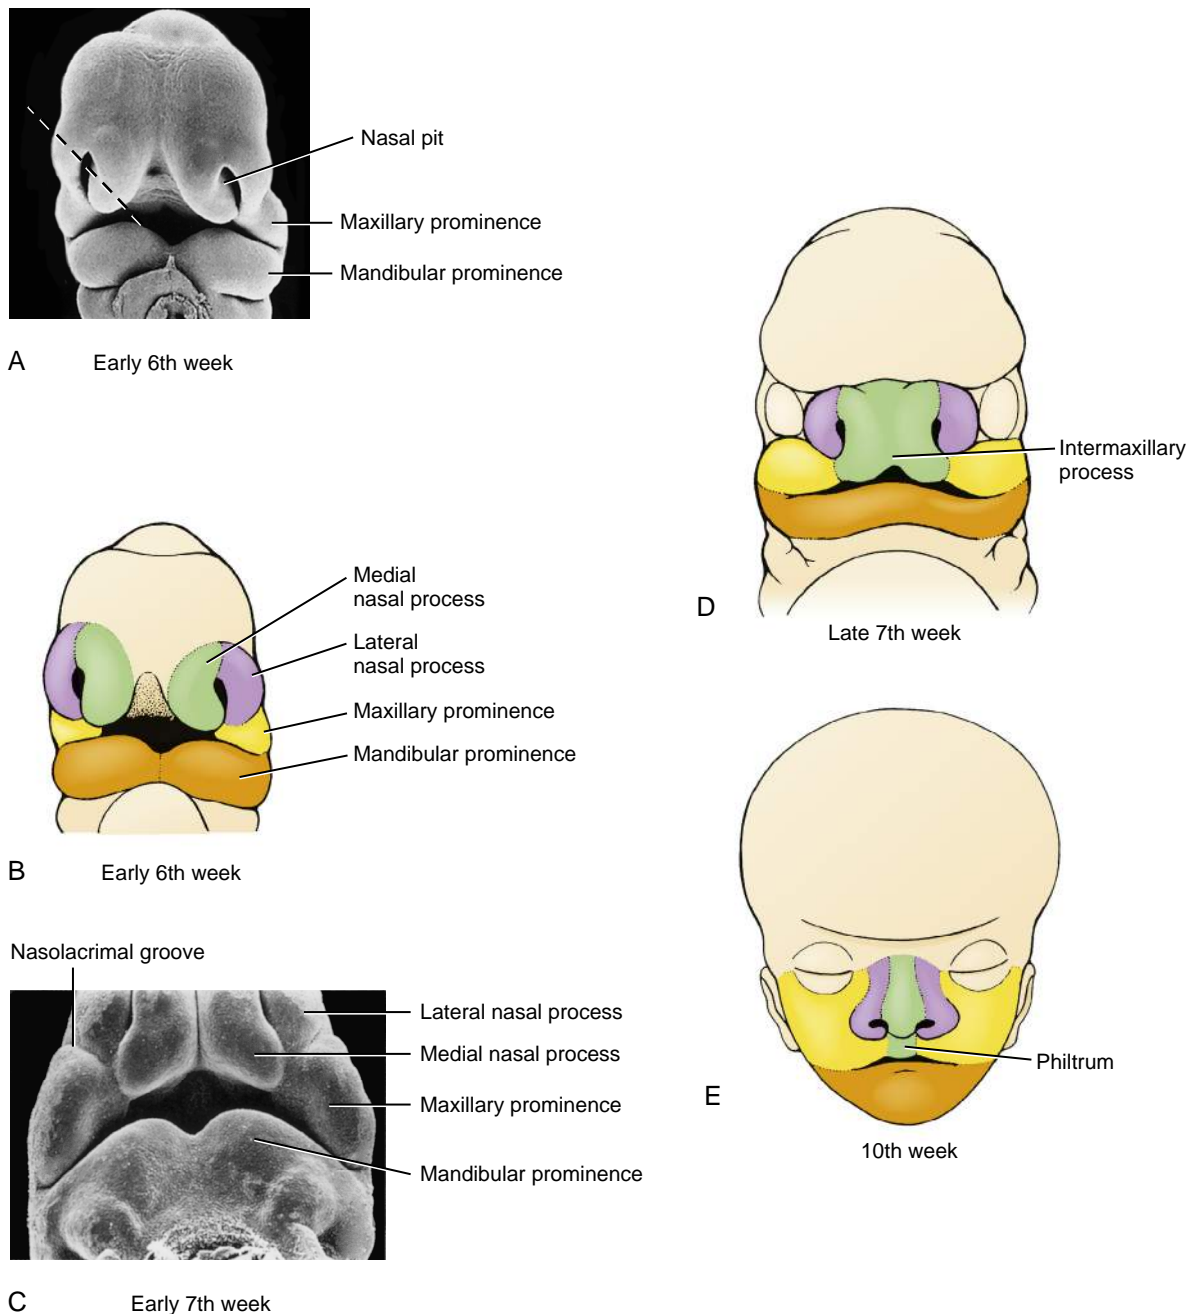 Nasal pit
Maxillary prominence
Mandibular prominence
A
Early 6th week
Medial
nasal process
Lateral
nasal process
Maxillary prominence
Mandibular prominence
B
Early 6th week
Nasolacrimal groove
Lateral nasal process
Medial nasal process
Maxillary prominence
Mandibular prominence
C
Early 7th week
Intermaxillary
process
D
Late 7th week
Philtrum
E
10th week